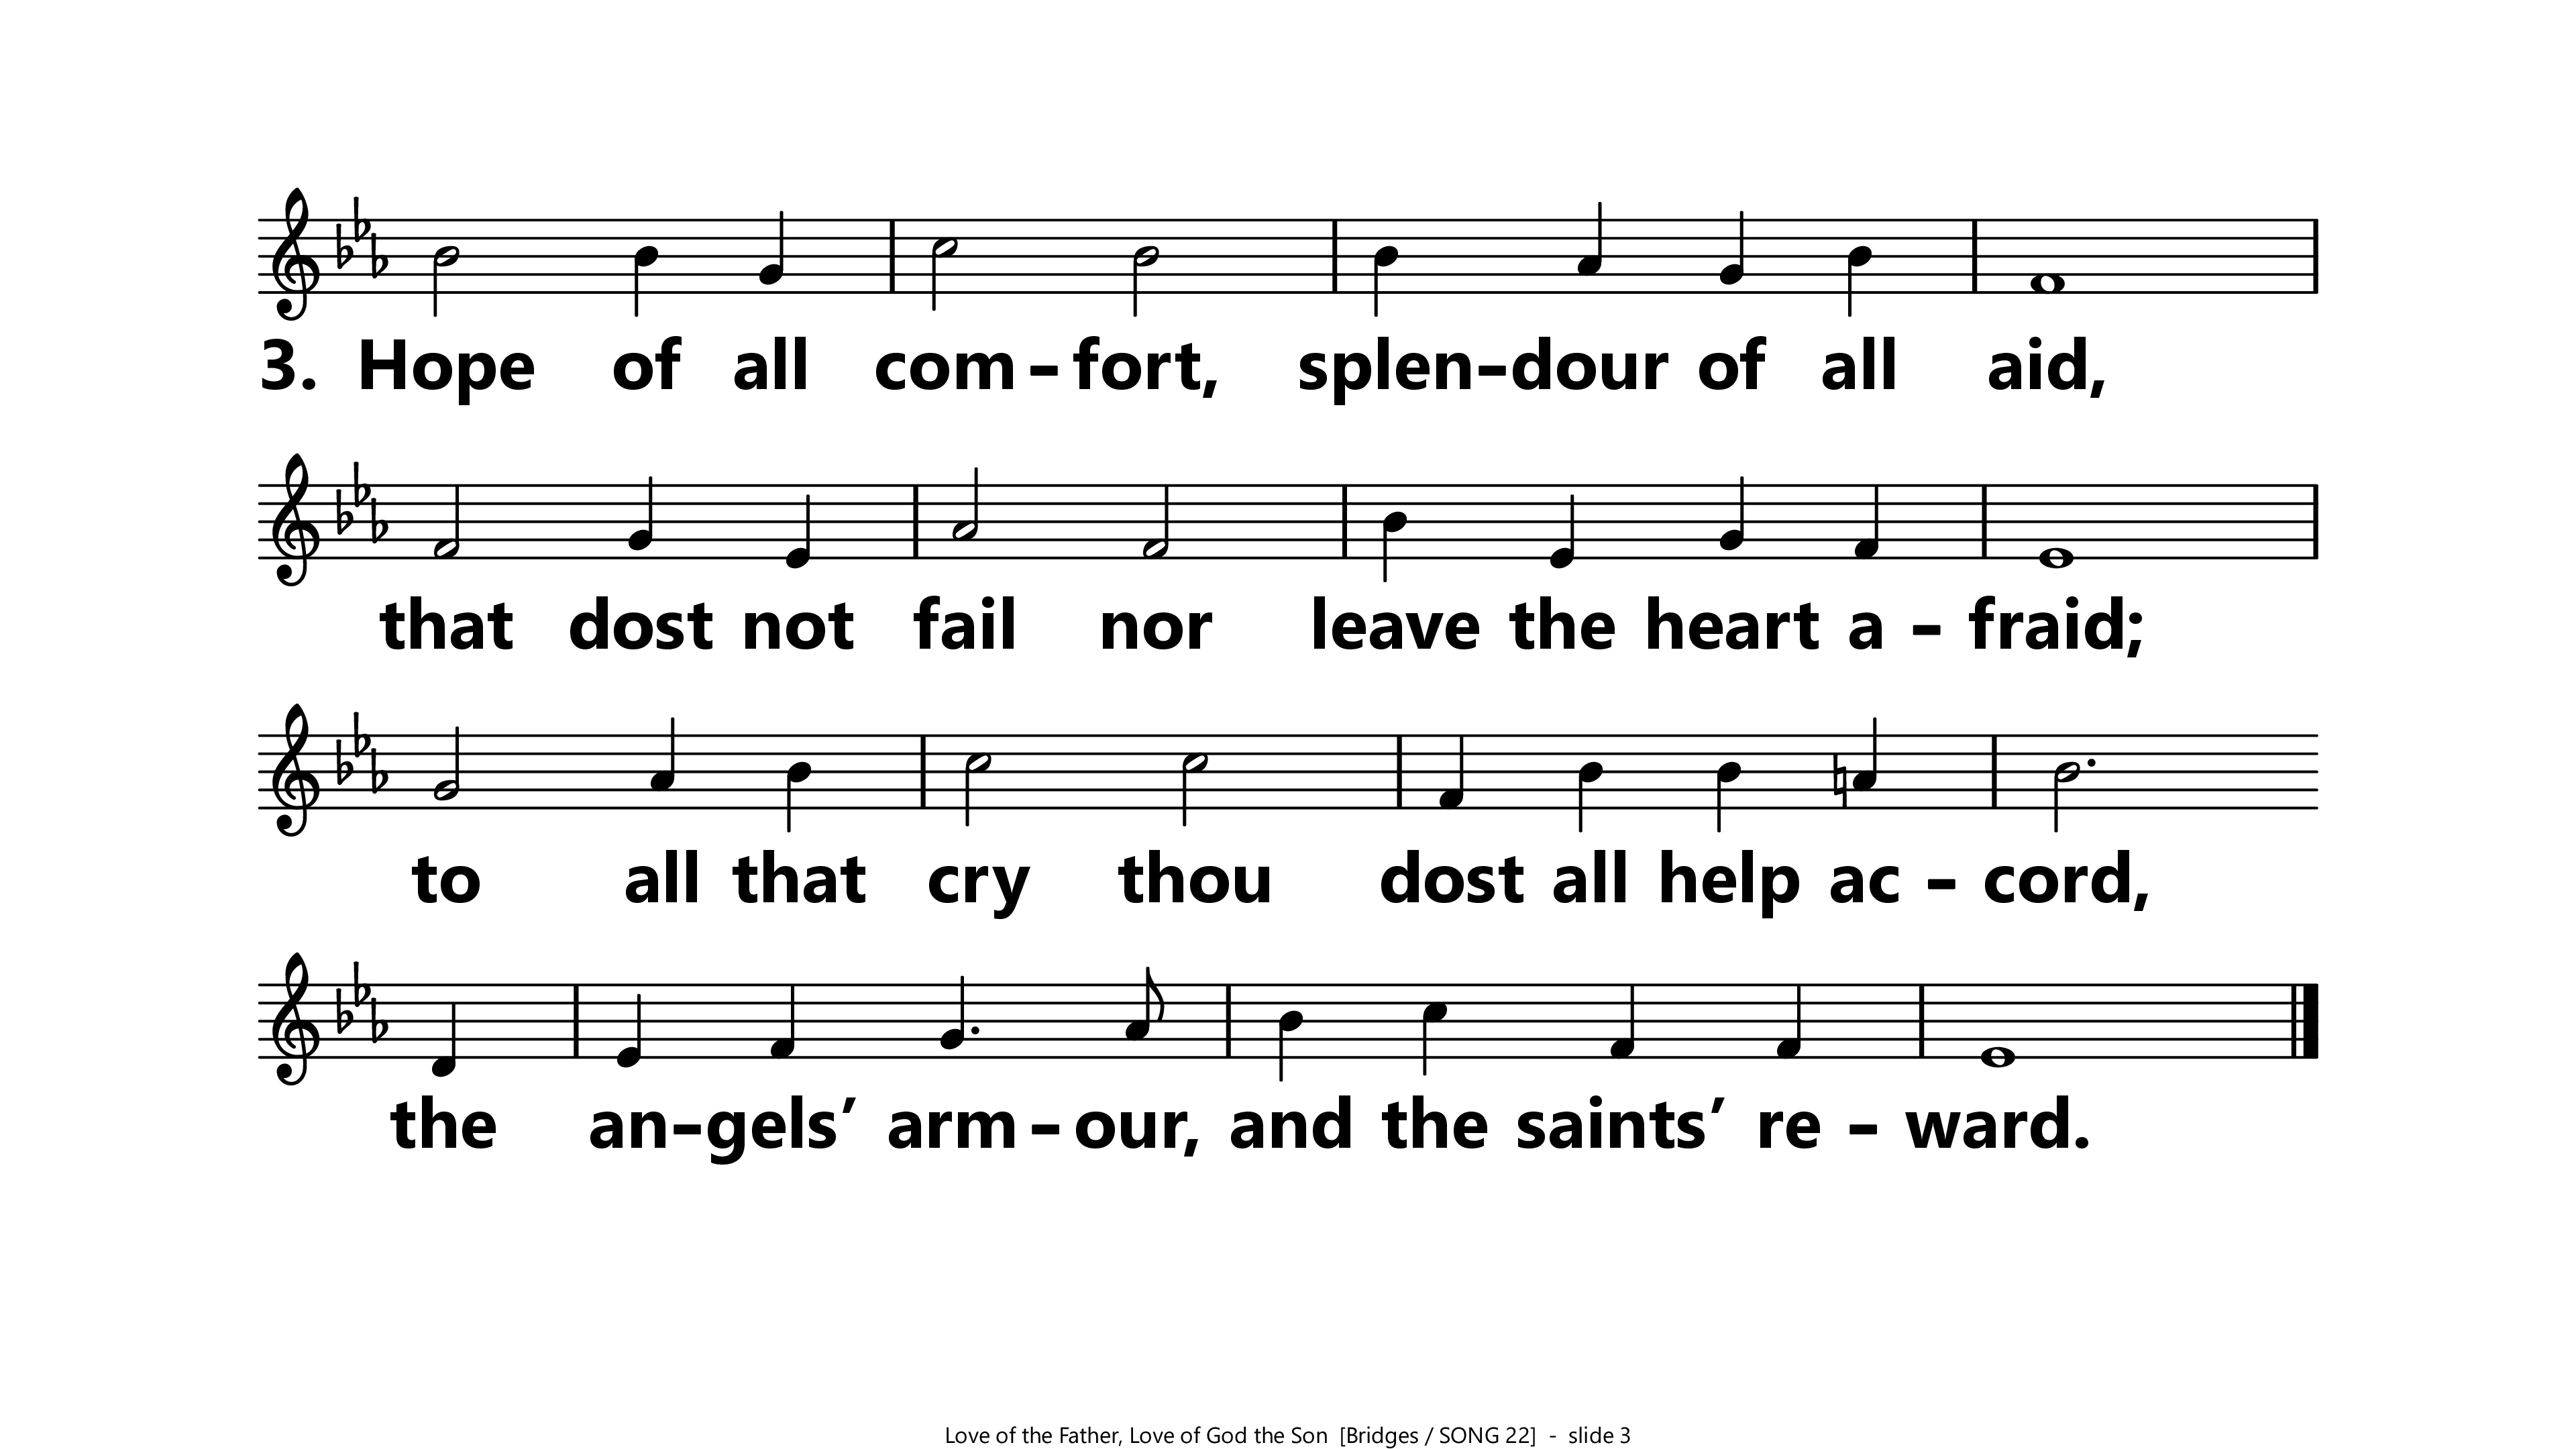 3. Hope of all com – fort, splen–dour of all aid,
that dost not fail nor leave the heart a – fraid;
to all that cry thou dost all help ac – cord,
the an–gels’ arm – our, and the saints’ re – ward.
Love of the Father, Love of God the Son [Bridges / SONG 22] - slide 3